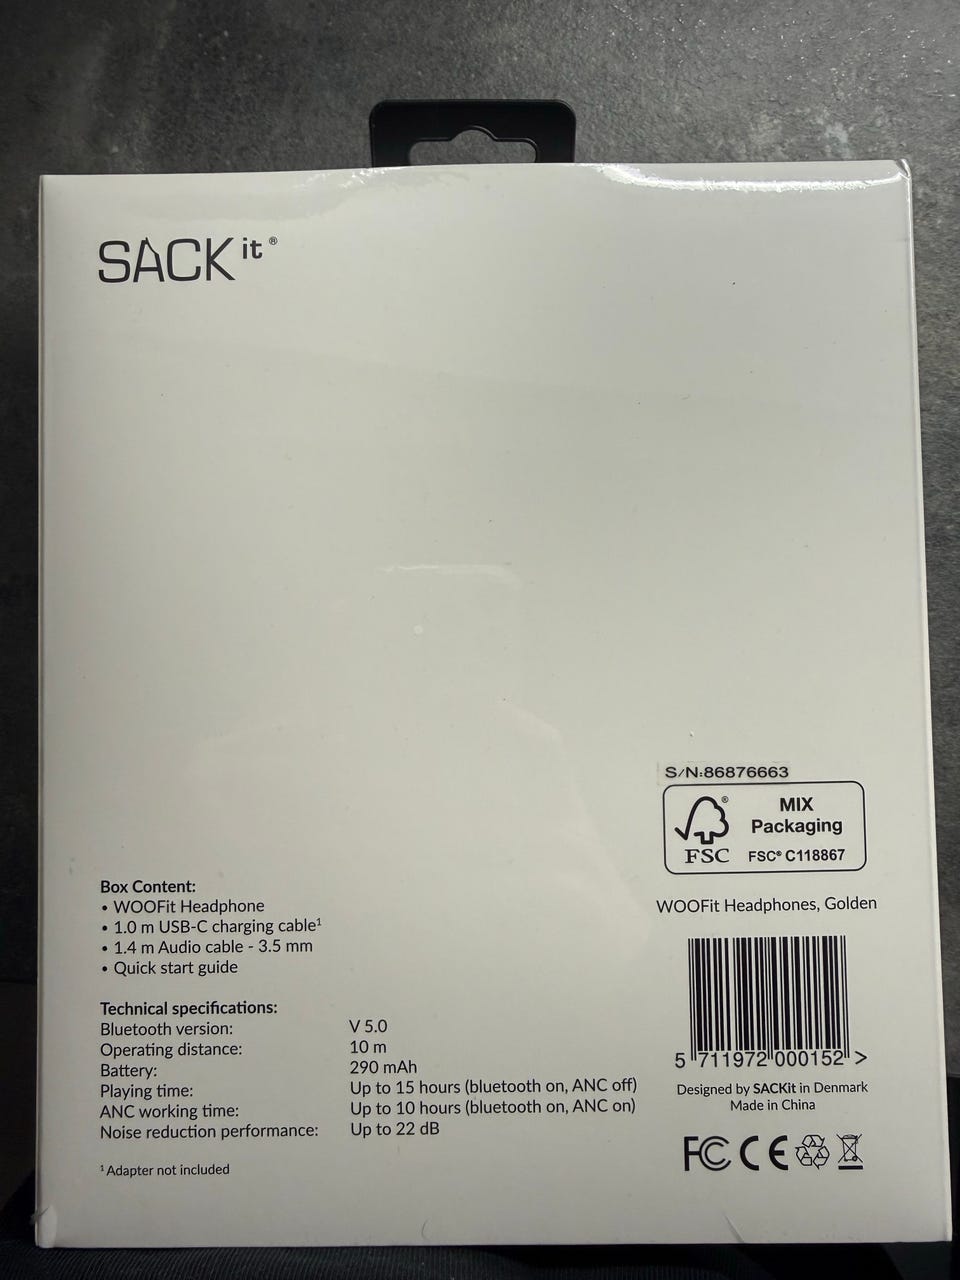 SACK it ®
S/N:86876663
FSC ®
MIX
Packaging
FSC® C118867
Box Content:
• WOOFit Headphone
• 1.0 m USB-C charging cable¹
• 1.4 m Audio cable - 3.5 mm
• Quick start guide
WOOFit Headphones, Golden
Technical specifications:
Bluetooth version: V 5.0
Operating distance: 10 m
Battery: 290 mAh
Playing time: Up to 15 hours (bluetooth on, ANC off)
ANC working time: Up to 10 hours (bluetooth on, ANC on)
Noise reduction performance: Up to 22 dB
¹ Adapter not included
5 711972 000152 >
Designed by SACKit in Denmark
Made in China
FC CE